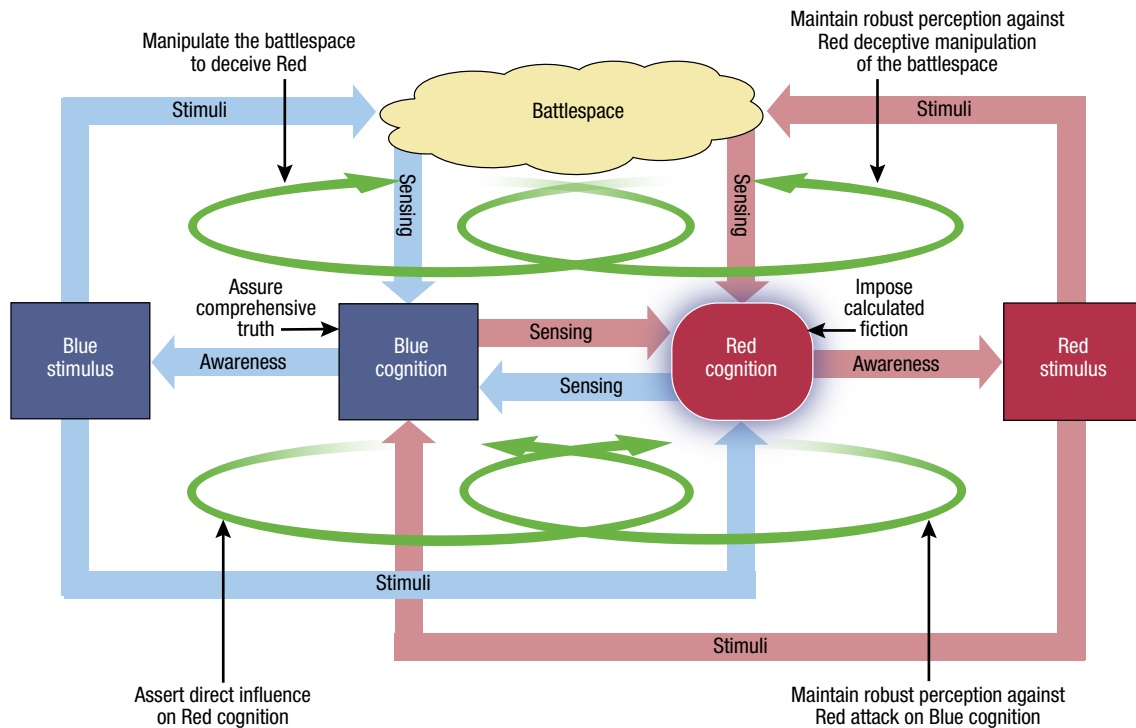 Manipulate the battlespace
to deceive Red
Maintain robust perception against
Red deceptive manipulation
of the battlespace
Stimuli
Battlespace
Stimuli
Sensing
Sensing
Assure
comprehensive
truth
Impose
calculated
fiction
Blue
stimulus
Awareness
Blue
cognition
Sensing
Sensing
Red
cognition
Awareness
Red
stimulus
Stimuli
Stimuli
Assert direct influence
on Red cognition
Maintain robust perception against
Red attack on Blue cognition